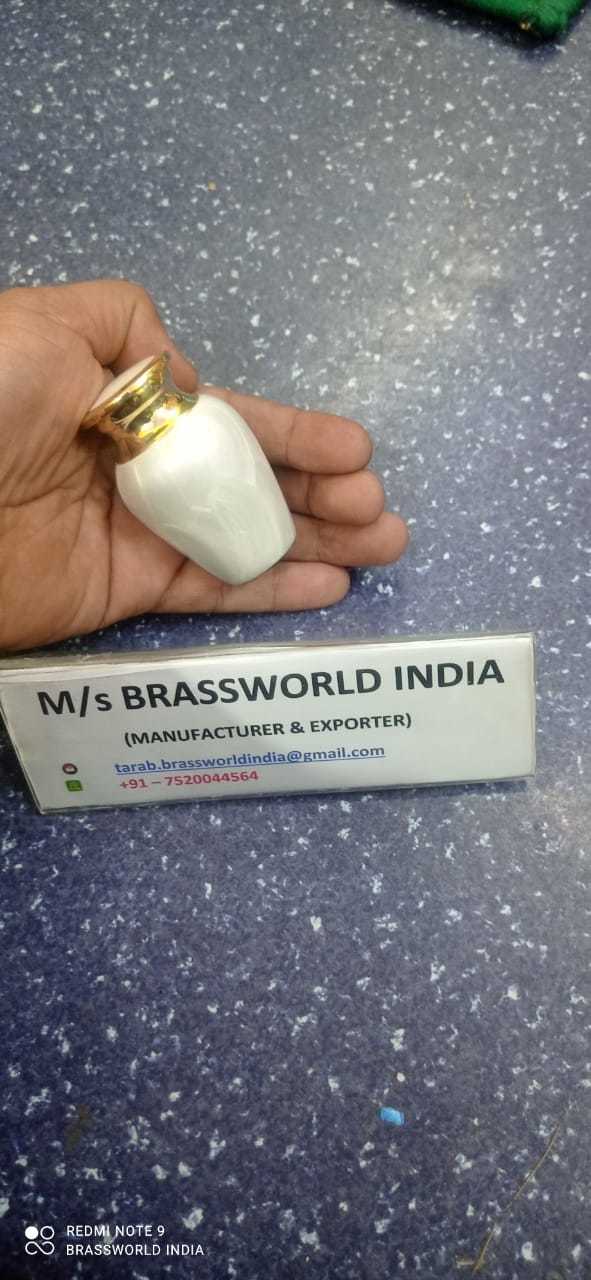 M/s BRASSWORLD INDIA
(MANUFACTURER & EXPORTER)
tarab.brassworldindia@gmail.com
+91 – 7520044564
REDMI NOTE 9
BRASSWORLD INDIA